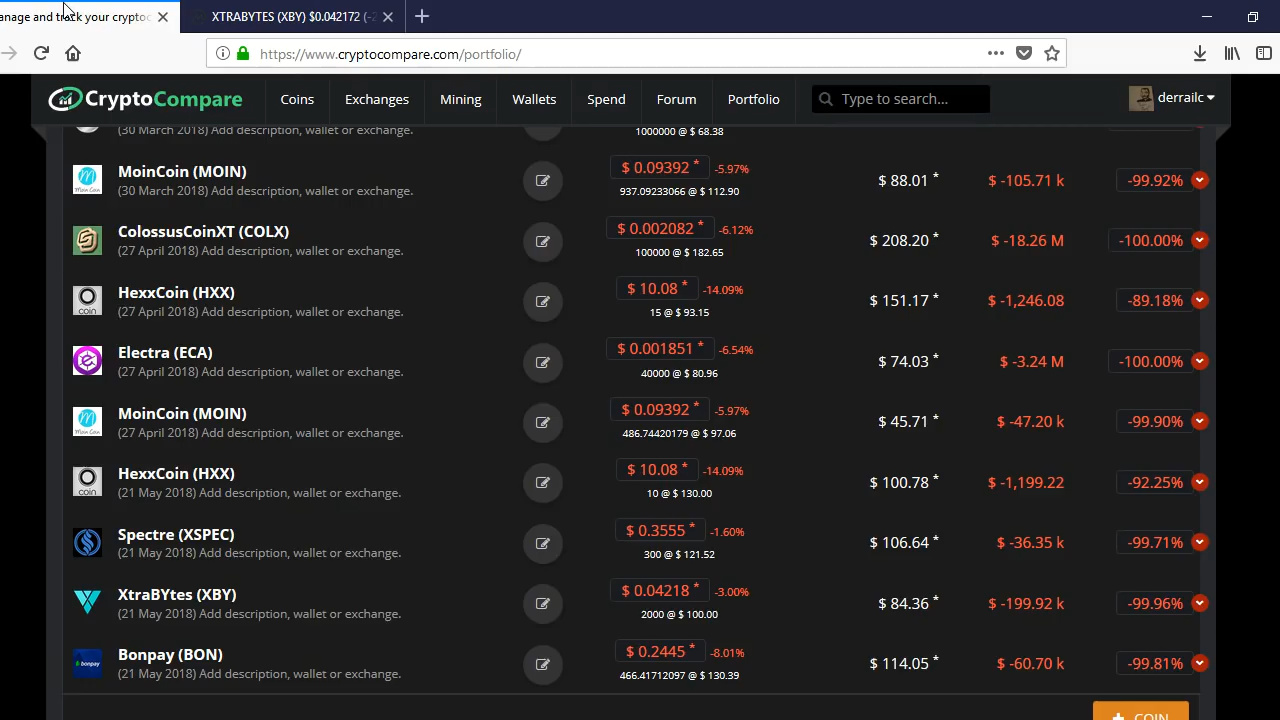 anage and track your cryptoc
XTRABYTES (XBY) $0.042172 (-2
https://www.cryptocompare.com/portfolio/
CryptoCompare
Coins
Exchanges
Mining
Wallets
Spend
Forum
Portfolio
Type to search...
derrailc
(30 March 2018) Add description, wallet or exchange.
1000000 @ $ 68.38
MoinCoin (MOIN)
(30 March 2018) Add description, wallet or exchange.
$ 0.09392 * -5.97%
937.09233066 @ $ 112.90
$ 88.01 *
$ -105.71 k
-99.92%
ColossusCoinXT (COLX)
(27 April 2018) Add description, wallet or exchange.
$ 0.002082 * -6.12%
100000 @ $ 182.65
$ 208.20 *
$ -18.26 M
-100.00%
HexxCoin (HXX)
(27 April 2018) Add description, wallet or exchange.
$ 10.08 * -14.09%
15 @ $ 93.15
$ 151.17 *
$ -1,246.08
-89.18%
Electra (ECA)
(27 April 2018) Add description, wallet or exchange.
$ 0.001851 * -6.54%
40000 @ $ 80.96
$ 74.03 *
$ -3.24 M
-100.00%
MoinCoin (MOIN)
(27 April 2018) Add description, wallet or exchange.
$ 0.09392 * -5.97%
486.74420179 @ $ 97.06
$ 45.71 *
$ -47.20 k
-99.90%
HexxCoin (HXX)
(21 May 2018) Add description, wallet or exchange.
$ 10.08 * -14.09%
10 @ $ 130.00
$ 100.78 *
$ -1,199.22
-92.25%
Spectre (XSPEC)
(21 May 2018) Add description, wallet or exchange.
$ 0.3555 * -1.60%
300 @ $ 121.52
$ 106.64 *
$ -36.35 k
-99.71%
XtraBYtes (XBY)
(21 May 2018) Add description, wallet or exchange.
$ 0.04218 * -3.00%
2000 @ $ 100.00
$ 84.36 *
$ -199.92 k
-99.96%
Bonpay (BON)
(21 May 2018) Add description, wallet or exchange.
$ 0.2445 * -8.01%
466.41712097 @ $ 130.39
$ 114.05 *
$ -60.70 k
-99.81%
+ COIN